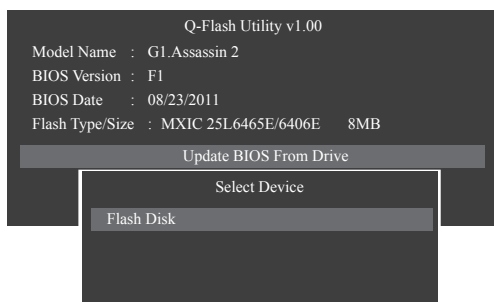 Q-Flash Utility v1.00
Model Name : G1.Assassin 2
BIOS Version : F1
BIOS Date : 08/23/2011
Flash Type/Size : MXIC 25L6465E/6406E 8MB
Update BIOS From Drive
Select Device
Flash Disk